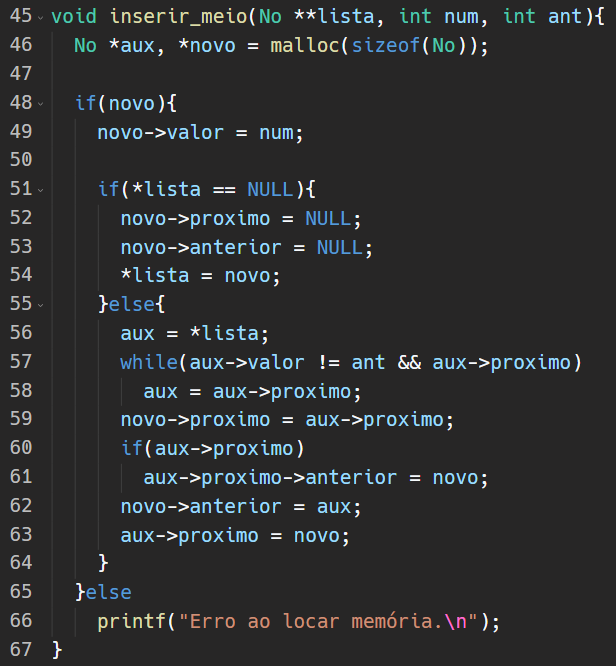 45 void inserir_meio(No **lista, int num, int ant){
46   No *aux, *novo = malloc(sizeof(No));
47
48   if(novo){
49     novo->valor = num;
50
51     if(*lista == NULL){
52       novo->proximo = NULL;
53       novo->anterior = NULL;
54       *lista = novo;
55     }else{
56       aux = *lista;
57       while(aux->valor != ant && aux->proximo)
58         aux = aux->proximo;
59       novo->proximo = aux->proximo;
60       if(aux->proximo)
61         aux->proximo->anterior = novo;
62       novo->anterior = aux;
63       aux->proximo = novo;
64     }
65   }else
66     printf("Erro ao locar memória.\n");
67 }